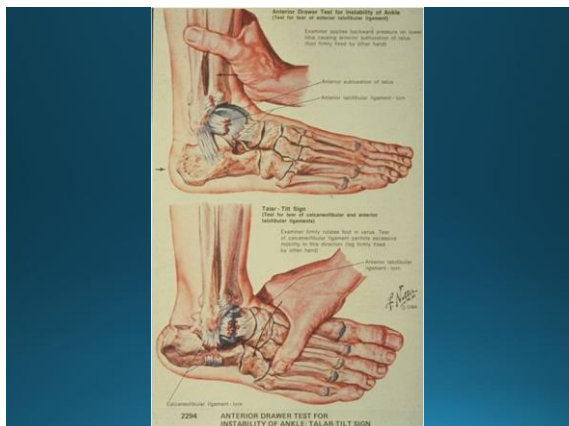 Anterior Drawer Test for Instability of Ankle
(Test for tear of anterior talofibular ligament)
Examiner applies backward pressure on lower
tibia causing anterior subluxation of talus
(foot firmly fixed by other hand)
Anterior subluxation of talus
Anterior talofibular ligament - torn
Talar - Tilt Sign
(Test for tear of calcaneofibular and anterior
talofibular ligaments)
Examiner firmly rotates foot in varus. Tear
of calcaneofibular ligament permits excessive
mobility in this direction (leg firmly fixed
by other hand)
Anterior talofibular
ligament - torn
F. Netter
Calcaneofibular ligament - torn
2294 ANTERIOR DRAWER TEST FOR
INSTABILITY OF ANKLE: TALAR-TILT SIGN